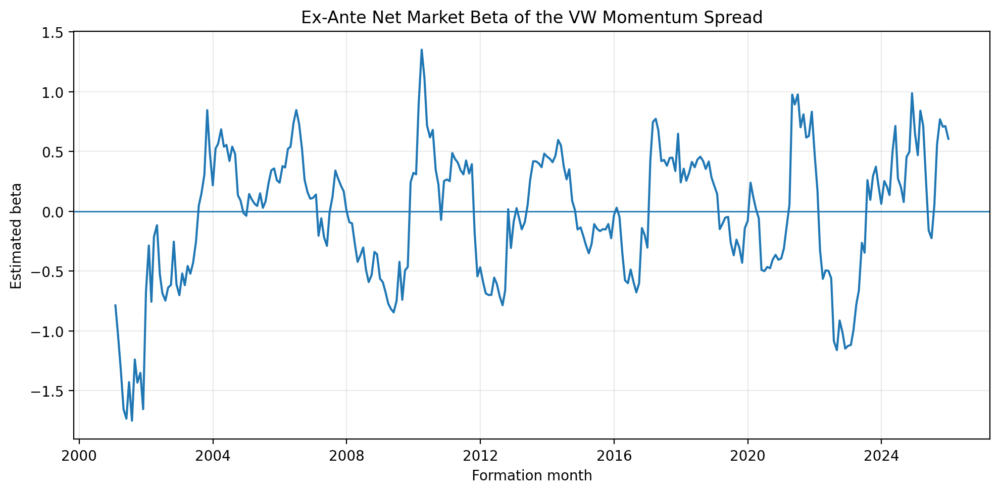 Ex-Ante Net Market Beta of the VW Momentum Spread
1.5
1.0
0.5
0.0
−0.5
−1.0
−1.5
Estimated beta
2000 2004 2008 2012 2016 2020 2024
Formation month